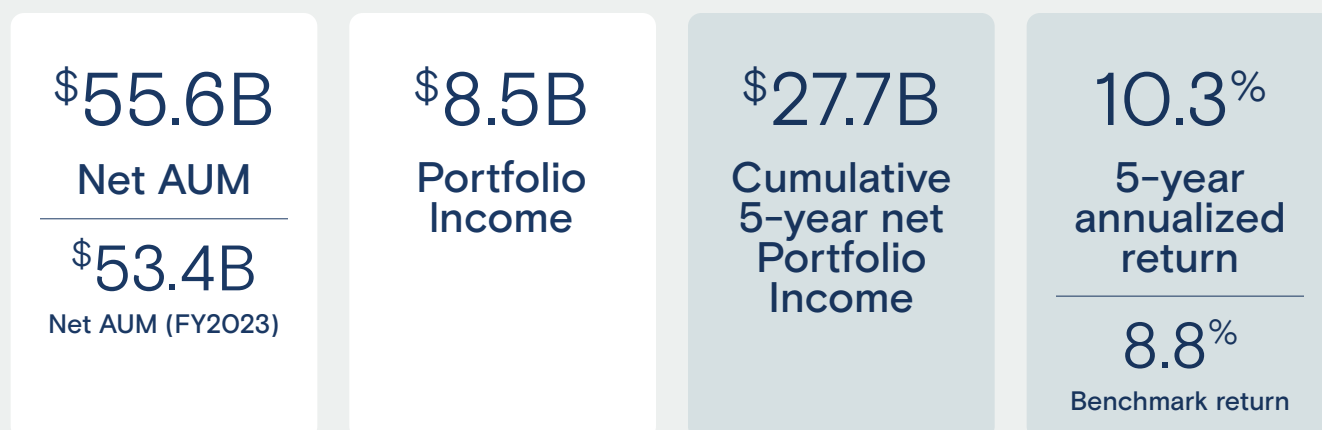 $55.6B
Net AUM
$53.4B
Net AUM (FY2023)
$8.5B
Portfolio
Income
$27.7B
Cumulative
5-year net
Portfolio
Income
10.3%
5-year
annualized
return
8.8%
Benchmark return